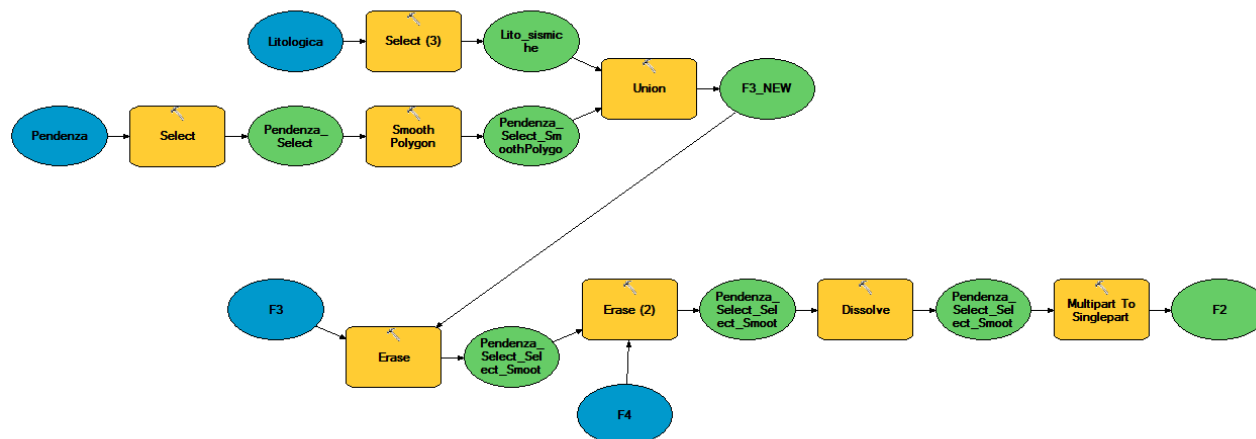 Litologica
Select (3)
Lito_sismic
he
Union
F3_NEW
Pendenza
Select
Pendenza_
Select
Smooth
Polygon
Pendenza_
Select_Sm
oothPolygo
F3
Erase
Pendenza_
Select_Sel
ect_Smoot
Erase (2)
F4
Pendenza_
Select_Sel
ect_Smoot
Dissolve
Pendenza_
Select_Sel
ect_Smoot
Multipart To
Singlepart
F2